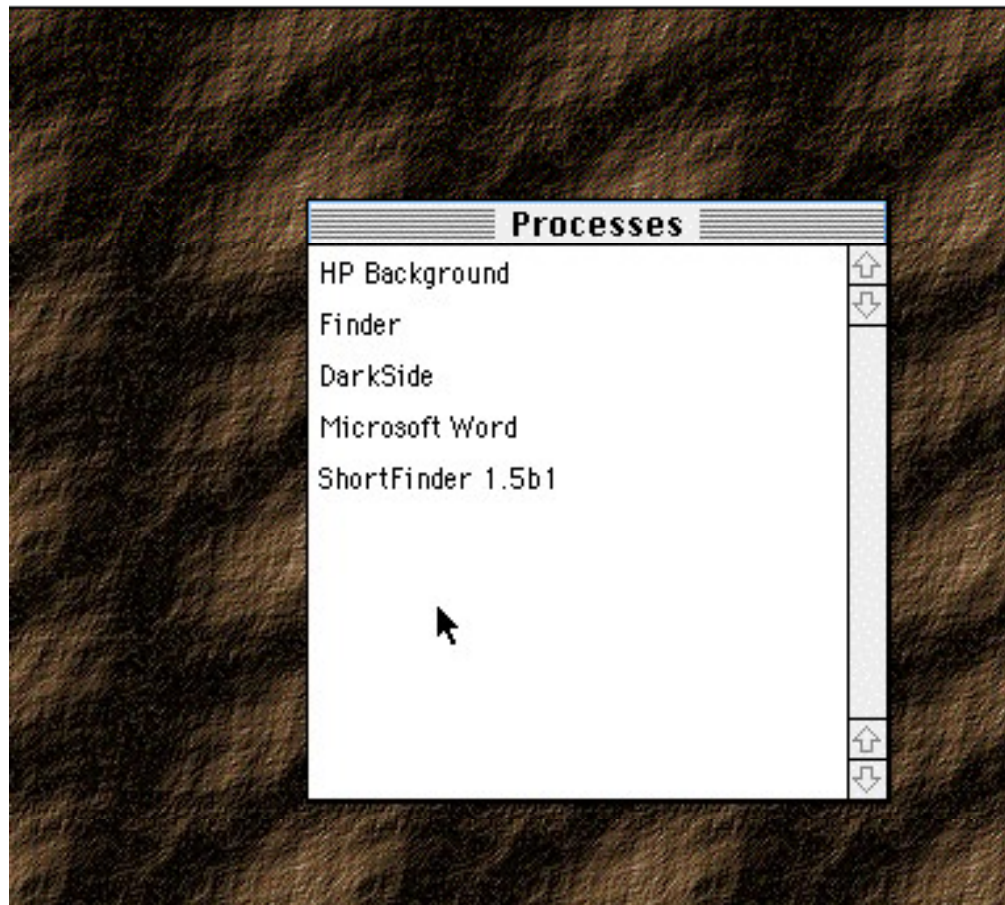 Processes
HP Background
Finder
DarkSide
Microsoft Word
ShortFinder 1.5b1